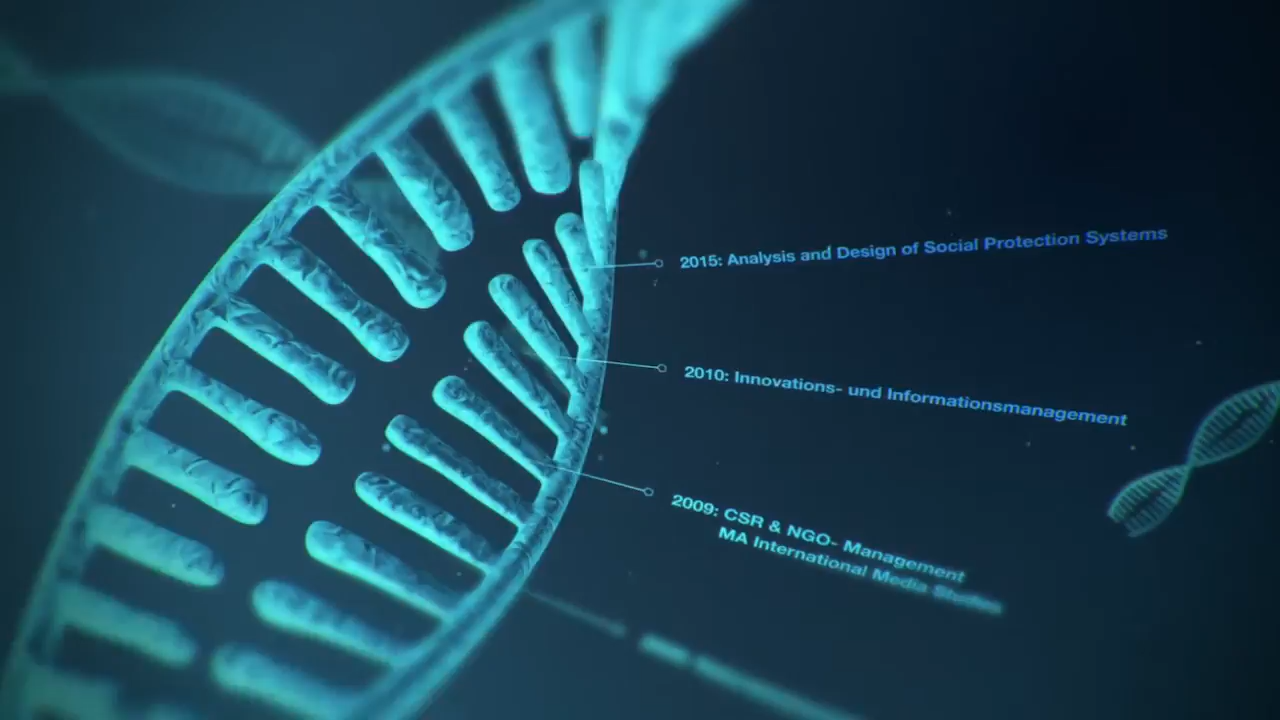 2015: Analysis and Design of Social Protection Systems
2010: Innovations- und Informationsmanagement
2009: CSR & NGO- Management
MA International Media Studies